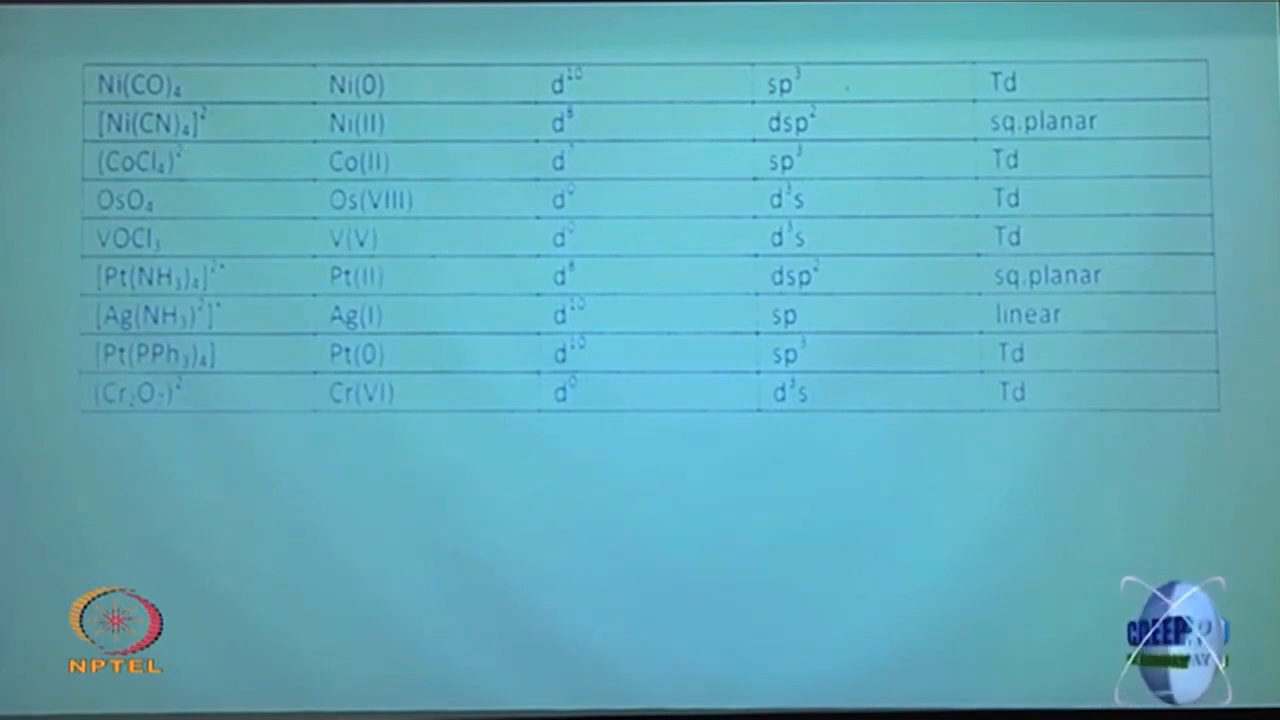 Ni(CO)₄ Ni(0) d¹⁰ sp³ Td
[Ni(CN)₄]² Ni(II) d⁸ dsp² sq.planar
(CoCl₄)² Co(II) d⁷ sp³ Td
OsO₄ Os(VIII) d⁰ d³s Td
VOCl₃ V(V) d⁰ d³s Td
[Pt(NH₃)₄]²⁺ Pt(II) d⁸ dsp² sq.planar
[Ag(NH₃)²]⁺ Ag(I) d¹⁰ sp linear
[Pt(PPh₃)₄] Pt(0) d¹⁰ sp³ Td
(Cr₂O₇)² Cr(VI) d⁰ d³s Td
NPTEL